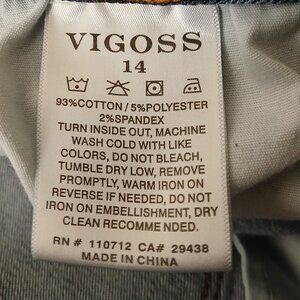 VIGOSS
14
93%COTTON / 5%POLYESTER
2%SPANDEX
TURN INSIDE OUT, MACHINE
WASH COLD WITH LIKE
COLORS, DO NOT BLEACH,
TUMBLE DRY LOW, REMOVE
PROMPTLY, WARM IRON ON
REVERSE IF NEEDED, DO NOT
IRON ON EMBELLISHMENT, DRY
CLEAN RECOMMENDED.
RN # 110712 CA# 29438
MADE IN CHINA